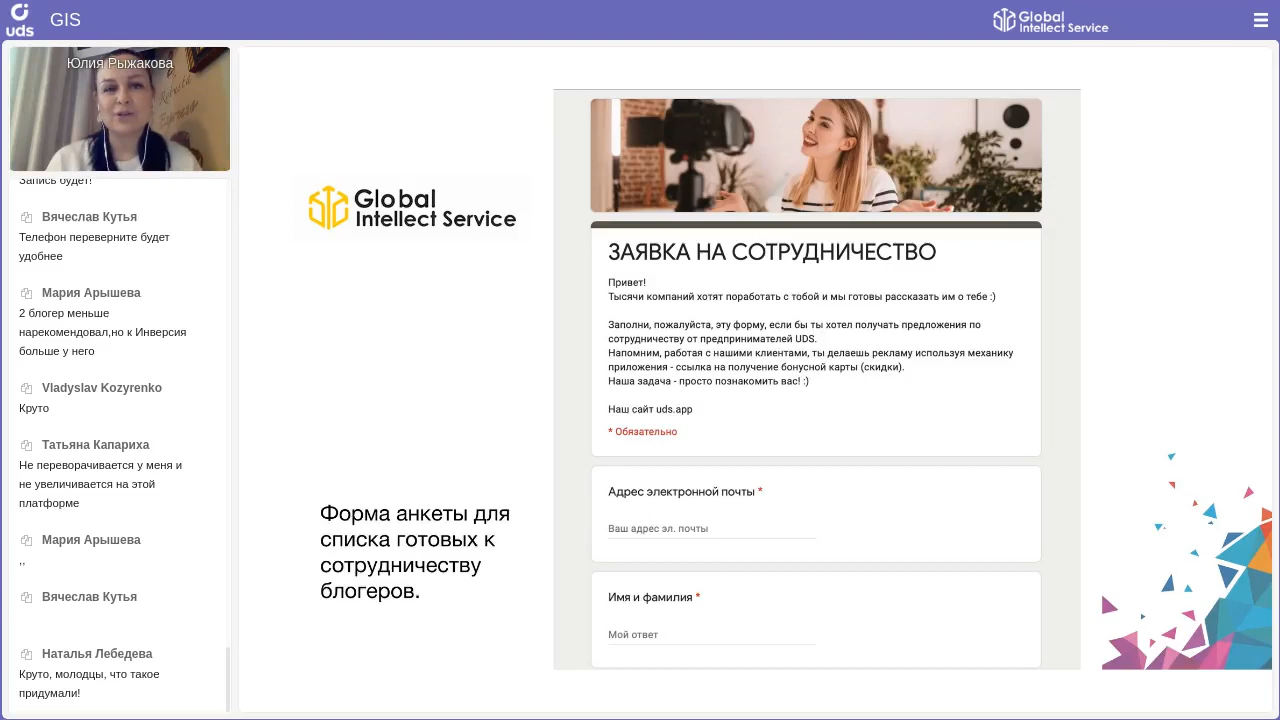 uds
GIS
Global
Intellect Service
Юлия Рыжакова
Запись будет!
Вячеслав Кутья
Телефон переверните будет
удобнее
Мария Арышева
2 блогер меньше
нарекомендовал,но к Инверсия
больше у него
Vladyslav Kozyrenko
Круто
Татьяна Капариха
Не переворачивается у меня и
не увеличивается на этой
платформе
Мария Арышева
,,
Вячеслав Кутья
Наталья Лебедева
Круто, молодцы, что такое
придумали!
Global
Intellect Service
Форма анкеты для
списка готовых к
сотрудничеству
блогеров.
ЗАЯВКА НА СОТРУДНИЧЕСТВО
Привет!
Тысячи компаний хотят поработать с тобой и мы готовы рассказать им о тебе :)
Заполни, пожалуйста, эту форму, если бы ты хотел получать предложения по
сотрудничеству от предпринимателей UDS.
Напомним, работая с нашими клиентами, ты делаешь рекламу используя механику
приложения - ссылка на получение бонусной карты (скидки).
Наша задача - просто познакомить вас! :)
Наш сайт uds.app
* Обязательно
Адрес электронной почты *
Ваш адрес эл. почты
Имя и фамилия *
Мой ответ